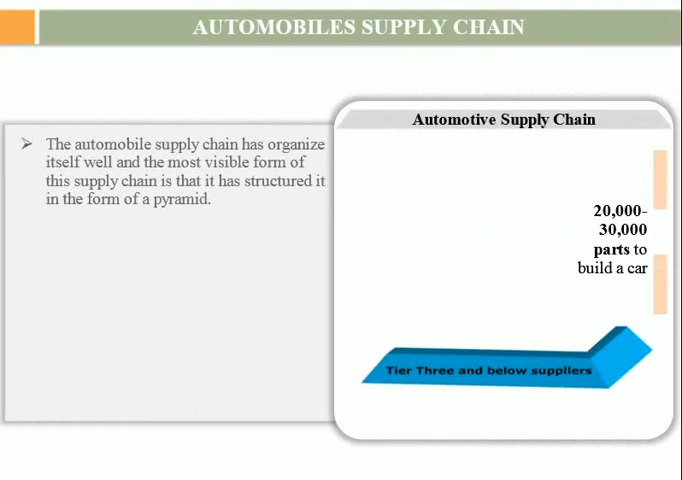 AUTOMOBILES SUPPLY CHAIN
➢ The automobile supply chain has organize
itself well and the most visible form of
this supply chain is that it has structured it
in the form of a pyramid.
Automotive Supply Chain
20,000-
30,000
parts to
build a car
Tier Three and below suppliers